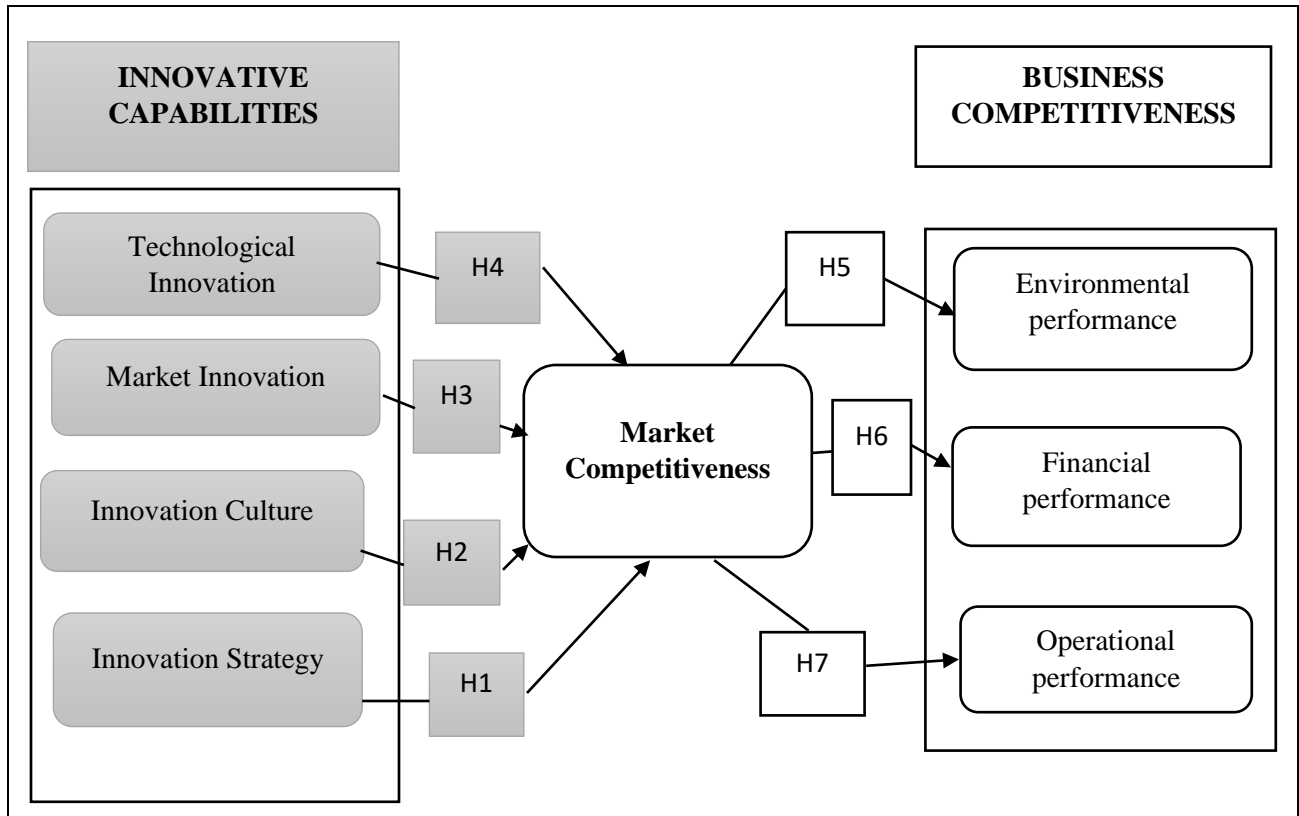 INNOVATIVE
CAPABILITIES
BUSINESS
COMPETITIVENESS
Technological
Innovation
H4
H5
Environmental
performance
Market Innovation
H3
Market
Competitiveness
H6
Financial
performance
Innovation Culture
H2
Innovation Strategy
H1
H7
Operational
performance